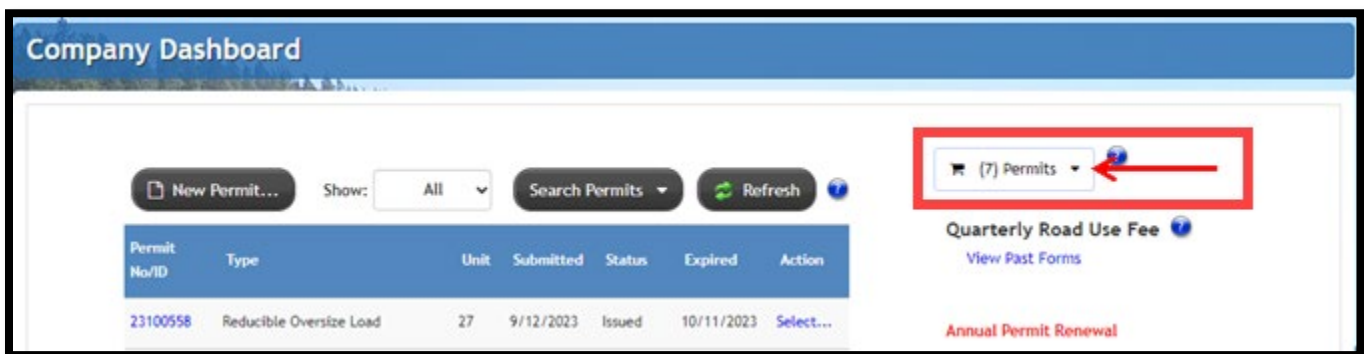 Company Dashboard
New Permit... Show: All Search Permits Refresh ?
(7) Permits ?
Quarterly Road Use Fee ?
View Past Forms
Annual Permit Renewal
Permit No/ID Type Unit Submitted Status Expired Action
23100558 Reducible Oversize Load 27 9/12/2023 Issued 10/11/2023 Select...